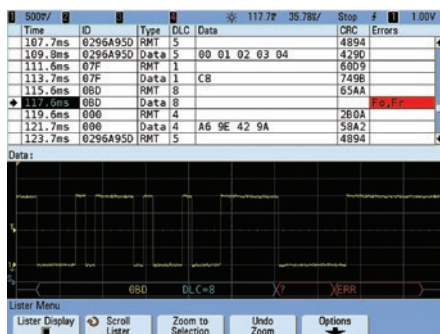 1 500▽/ 2 3 4 117.7▽ 35.78%/ Stop 1 1.00V
Time ID Type DLC Data CRC Errors
107.7ms 0296A95D RMT 5 4894
109.8ms 0296A95D Data 5 00 01 02 03 04 429D
111.6ms 07F RMT 1 60D9
113.7ms 07F Data 1 C8 749B
115.6ms 0BD RMT 8 65AA
117.6ms 0BD Data 8 Fo,Fr
119.6ms 000 RMT 4 2B0A
121.7ms 000 Data 4 A6 9E 42 9A 58A2
123.7ms 0296A95D RMT 5 4894
Data:
0BD DLC=8 ? ERR
Lister Menu
Lister Display Scroll Lister Zoom to Selection Undo Zoom Options